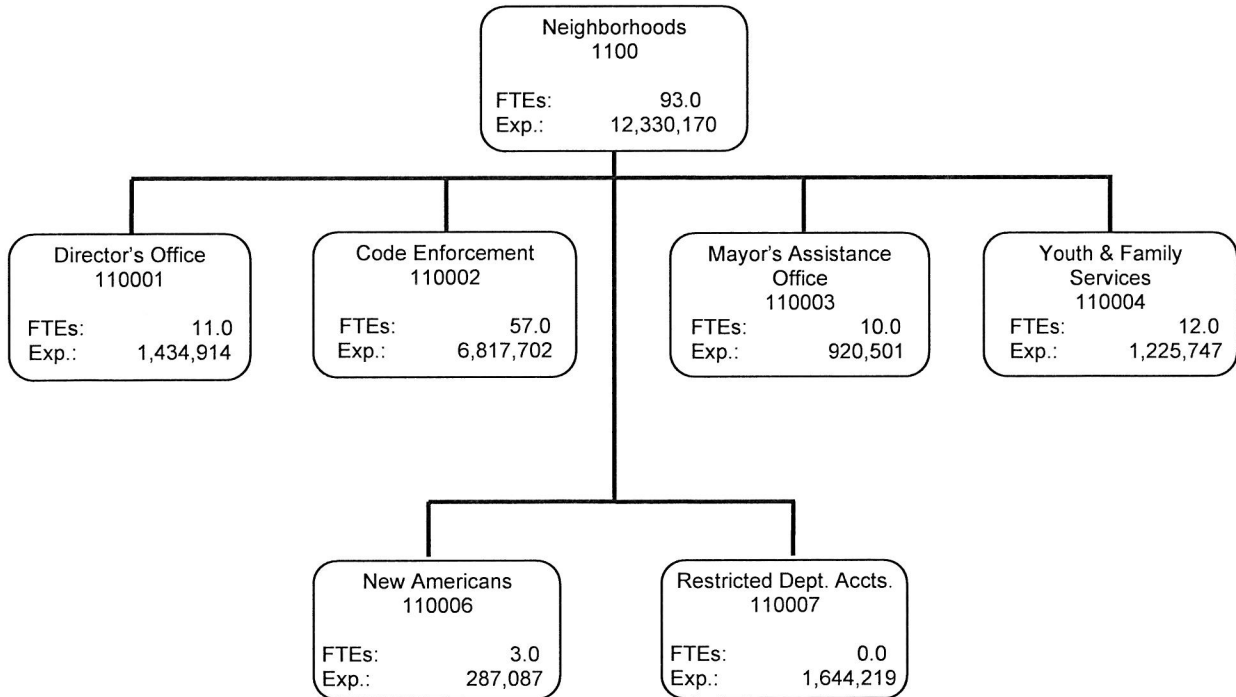 Neighborhoods
1100
FTEs: 93.0
Exp.: 12,330,170
Director's Office
110001
FTEs: 11.0
Exp.: 1,434,914
Code Enforcement
110002
FTEs: 57.0
Exp.: 6,817,702
Mayor's Assistance
Office
110003
FTEs: 10.0
Exp.: 920,501
Youth & Family
Services
110004
FTEs: 12.0
Exp.: 1,225,747
New Americans
110006
FTEs: 3.0
Exp.: 287,087
Restricted Dept. Accts.
110007
FTEs: 0.0
Exp.: 1,644,219